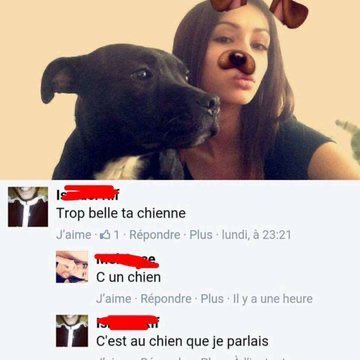 Trop belle ta chienne
J'aime · 1 · Répondre · Plus · lundi, à 23:21
C un chien
J'aime · Répondre · Plus · Il y a une heure
C'est au chien que je parlais